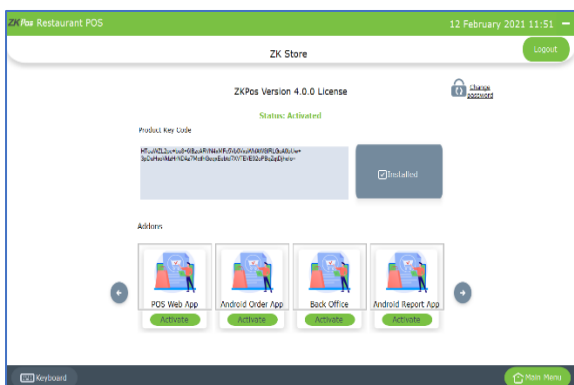 ZKPos Restaurant POS
12 February 2021 11:51
ZK Store
Logout
ZKPos Version 4.0.0 License
Change password
Status: Activated
Product Key Code
Installed
Addons
POS Web App
Android Order App
Back Office
Android Report App
Activate
Activate
Activate
Activate
Keyboard
Main Menu